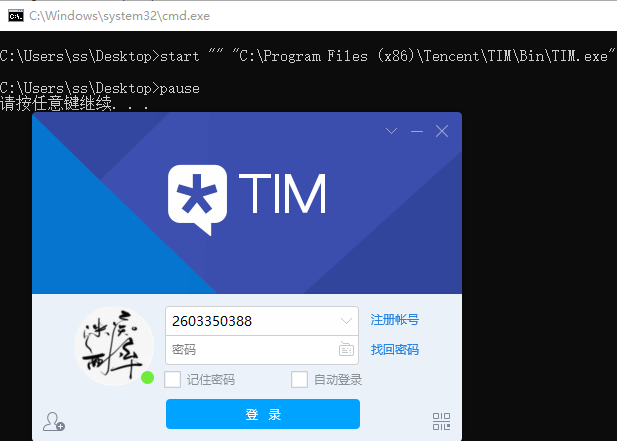 C:\Windows\system32\cmd.exe
C:\Users\ss\Desktop>start "" "C:\Program Files (x86)\Tencent\TIM\Bin\TIM.exe"
C:\Users\ss\Desktop>pause
请按任意键继续. . .
TIM
2603350388
注册帐号
密码
找回密码
记住密码
自动登录
登 录